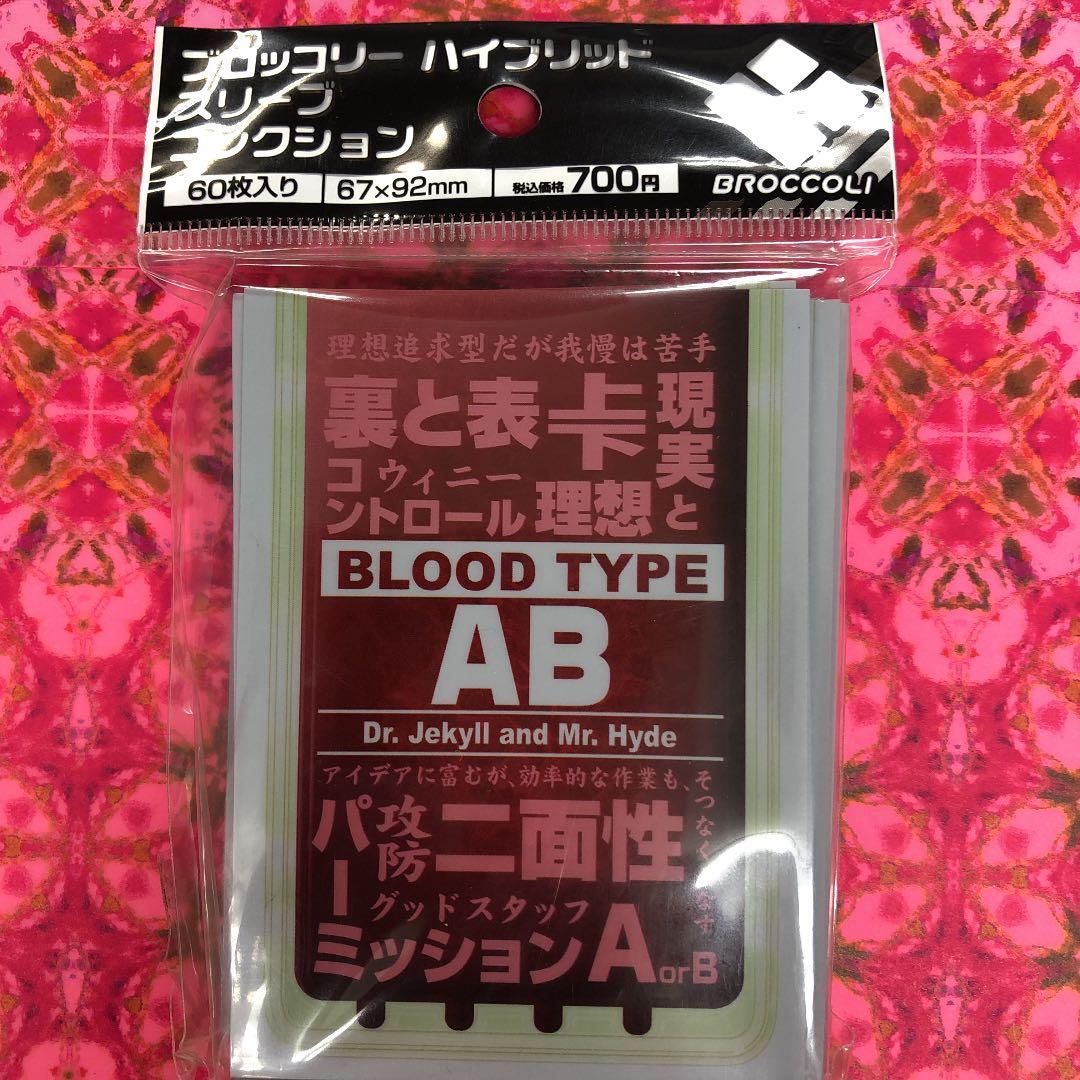 ブロッコリー ハイブリッド
スリーブ
コレクション
60枚入り 67×92mm 税込価格700円
BROCCOLI
理想追求型だが我慢は苦手
裏と表 上下 現実と理想
ウィニー
コントロール
BLOOD TYPE
AB
Dr. Jekyll and Mr. Hyde
アイデアに富むが、効率的な作業も、そつなく
攻防 二面性
グッドスタッフ
パーミッション A or B